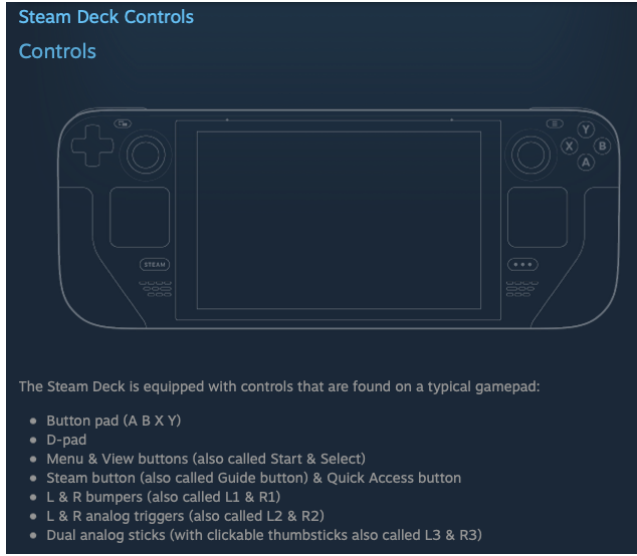 Steam Deck Controls
Controls
Y
X B
A
STEAM
The Steam Deck is equipped with controls that are found on a typical gamepad:
• Button pad (A B X Y)
• D-pad
• Menu & View buttons (also called Start & Select)
• Steam button (also called Guide button) & Quick Access button
• L & R bumpers (also called L1 & R1)
• L & R analog triggers (also called L2 & R2)
• Dual analog sticks (with clickable thumbsticks also called L3 & R3)